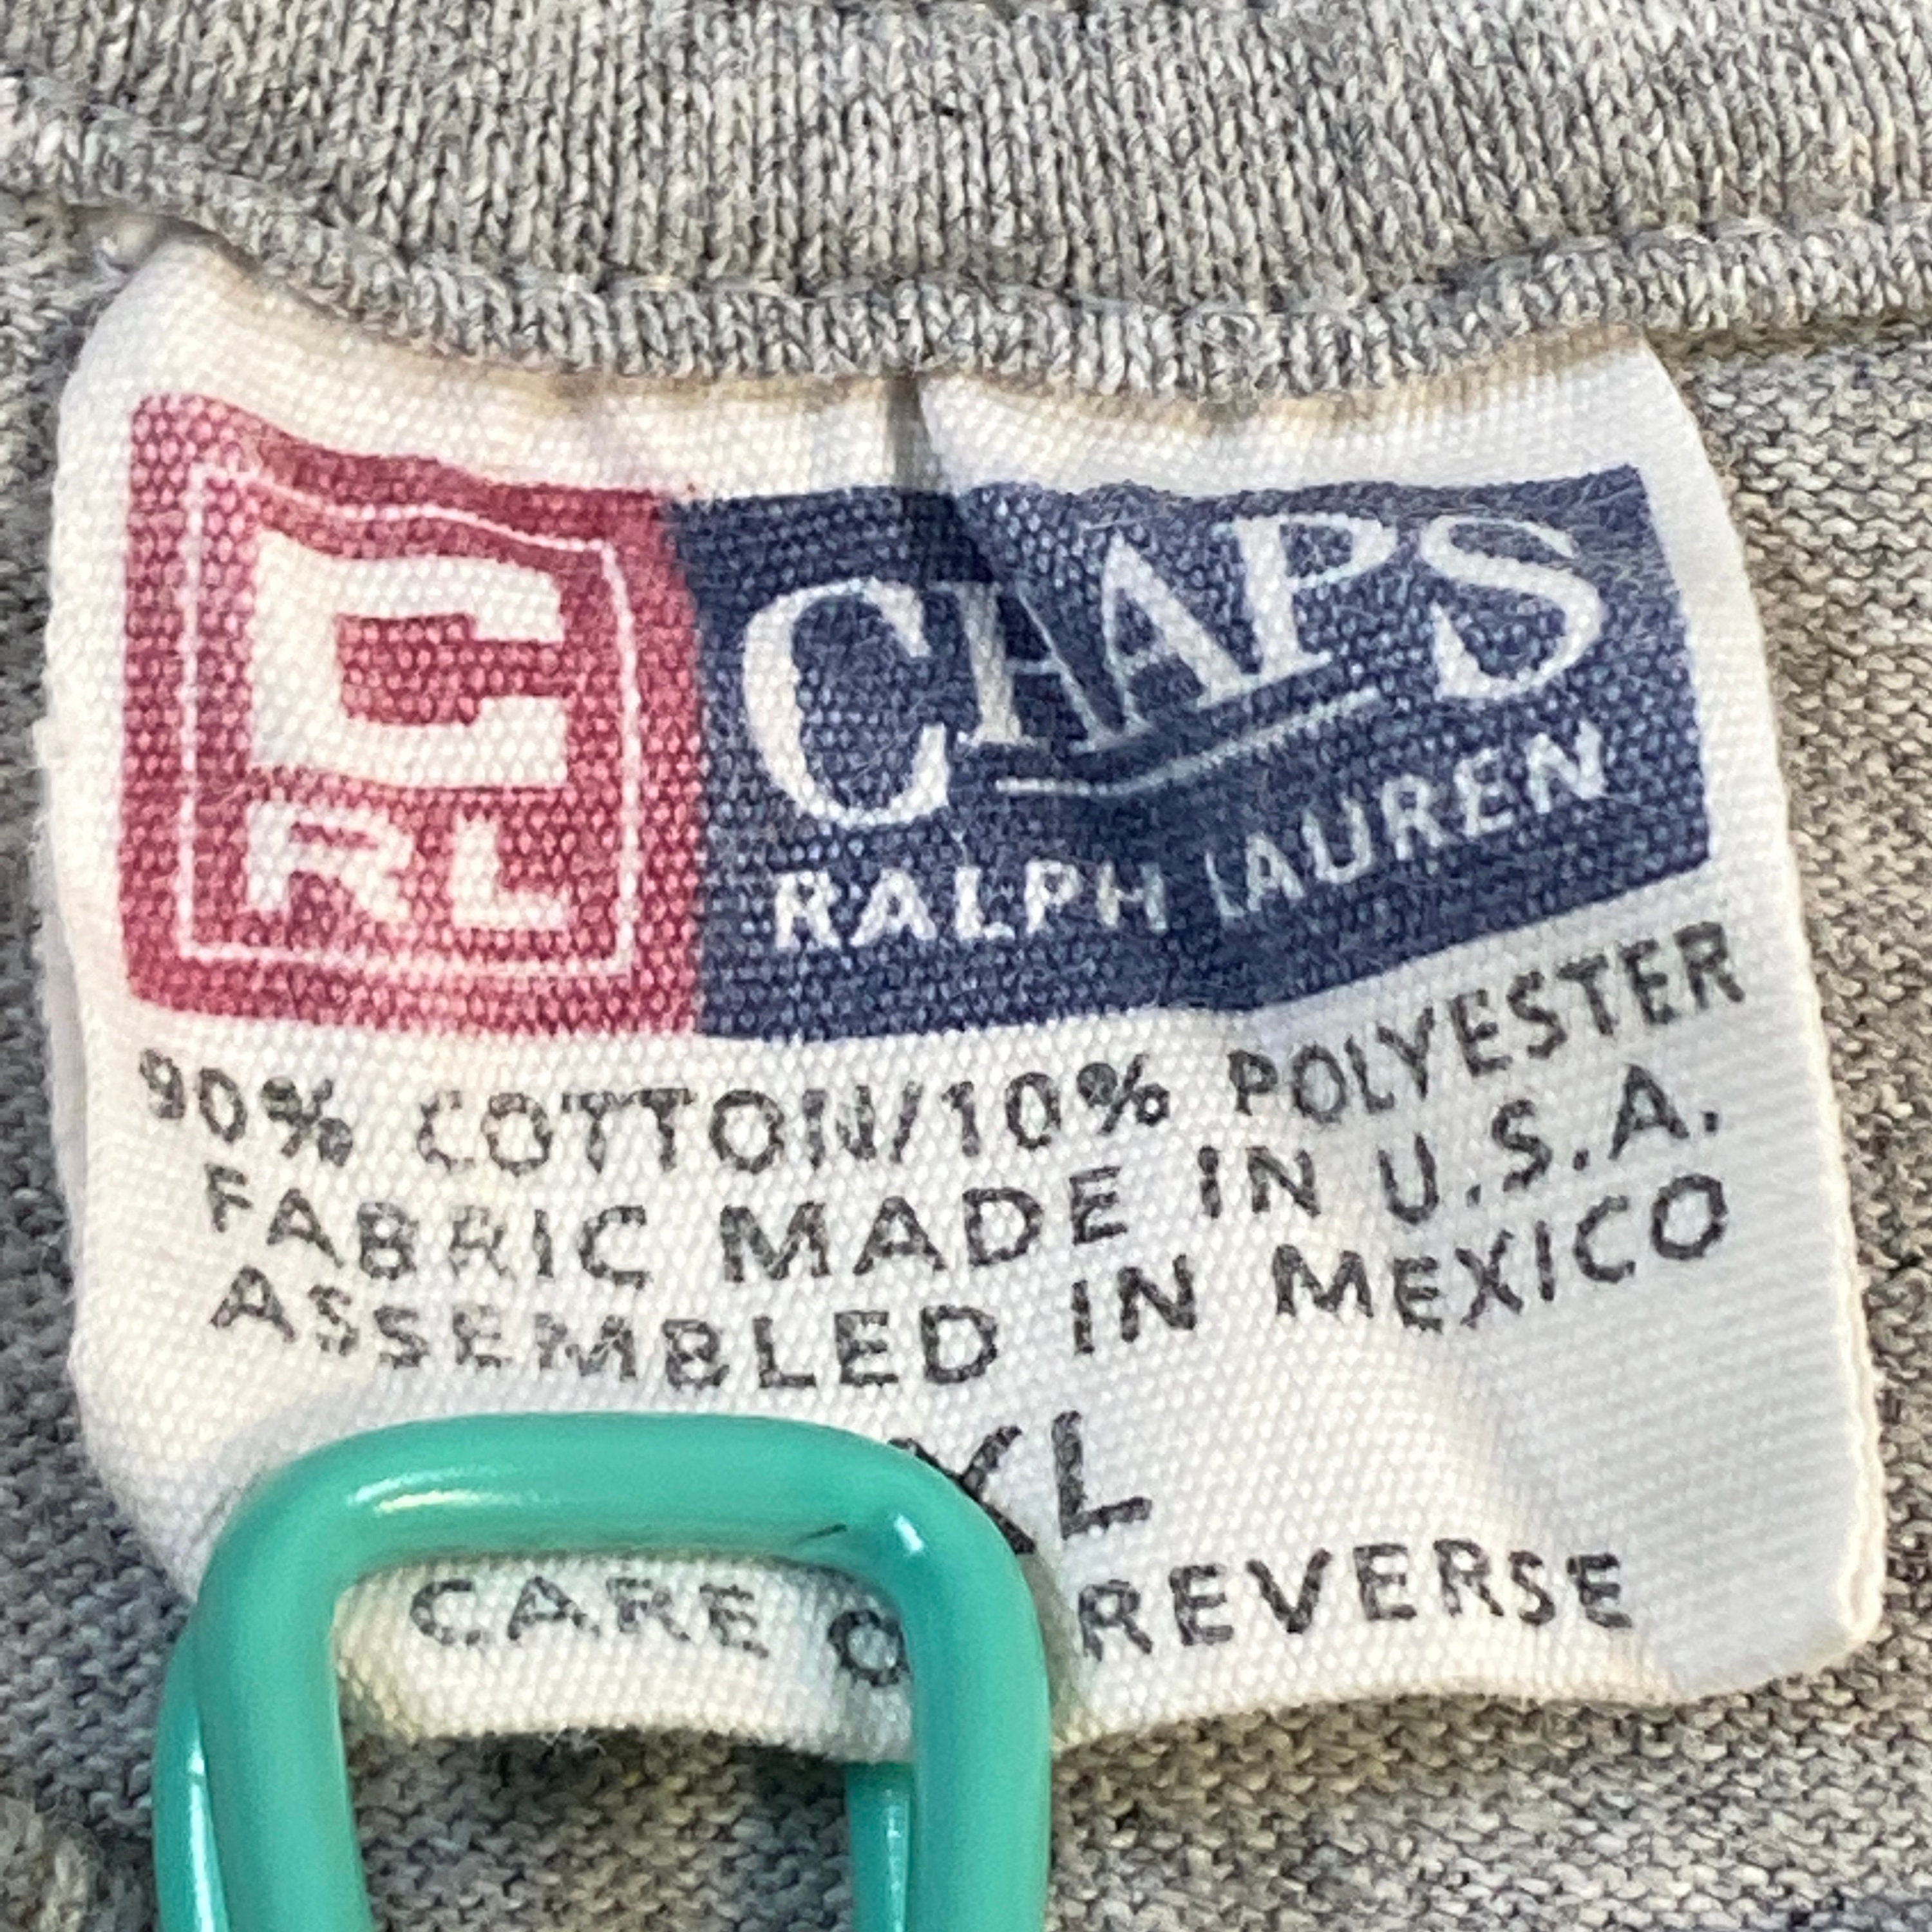 C
RL
CHAPS
RALPH LAUREN
90% COTTON/10% POLYESTER
FABRIC MADE IN U.S.A.
ASSEMBLED IN MEXICO
XL
CARE REVERSE